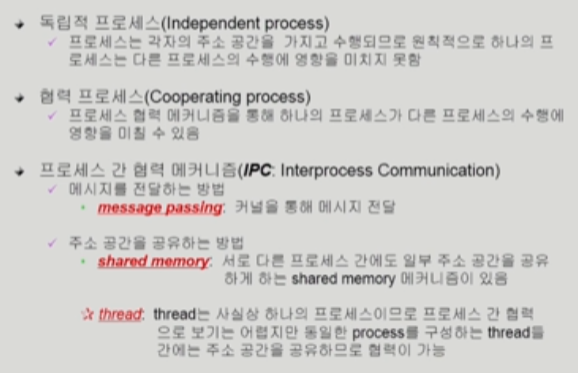 독립적 프로세스(Independent process)
프로세스는 각자의 주소 공간을 가지고 수행되므로 원칙적으로 하나의 프
로세스는 다른 프로세스의 수행에 영향을 미치지 못함
협력 프로세스(Cooperating process)
프로세스 협력 메커니즘을 통해 하나의 프로세스가 다른 프로세스의 수행에
영향을 미칠 수 있음
프로세스 간 협력 메커니즘(IPC: Interprocess Communication)
메시지를 전달하는 방법
message passing: 커널을 통해 메시지 전달
주소 공간을 공유하는 방법
shared memory: 서로 다른 프로세스 간에도 일부 주소 공간을 공유
하게 하는 shared memory 메커니즘이 있음
thread: thread는 사실상 하나의 프로세스이므로 프로세스 간 협력
으로 보기는 어렵지만 동일한 process를 구성하는 thread들
간에는 주소 공간을 공유하므로 협력이 가능